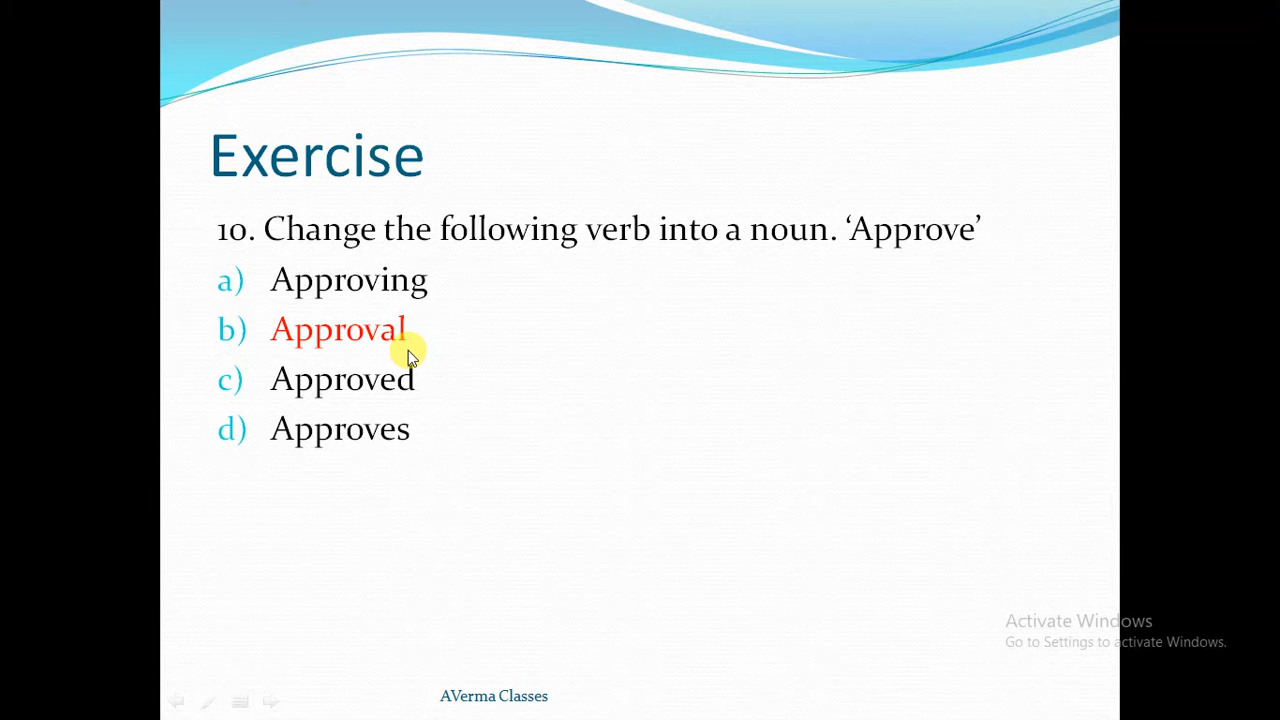 Exercise
10. Change the following verb into a noun. ‘Approve’
a) Approving
b) Approval
c) Approved
d) Approves
Activate Windows
Go to Settings to activate Windows.
AVerma Classes